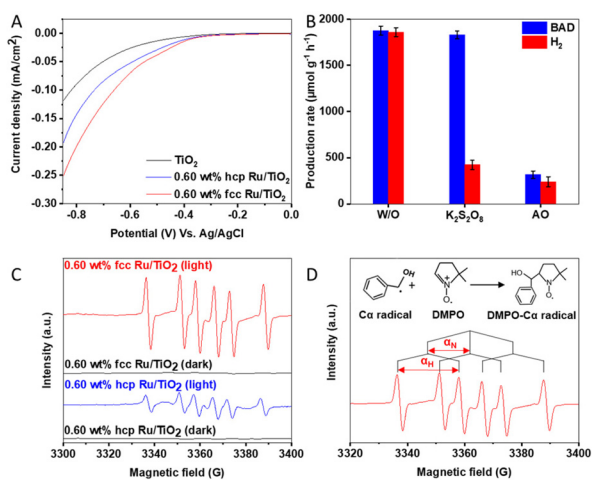 A
0.00
-0.05
-0.10
-0.15
-0.20
-0.25
-0.30
Current density (mA/cm²)
TiO₂
0.60 wt% hcp Ru/TiO₂
0.60 wt% fcc Ru/TiO₂
-0.8 -0.6 -0.4 -0.2 0.0
Potential (V) Vs. Ag/AgCl
B
2000
1500
1000
500
0
Production rate (μmol g⁻¹ h⁻¹)
BAD
H₂
W/O K₂S₂O₈ AO
C
Intensity (a.u.)
0.60 wt% fcc Ru/TiO₂ (light)
0.60 wt% fcc Ru/TiO₂ (dark)
0.60 wt% hcp Ru/TiO₂ (light)
0.60 wt% hcp Ru/TiO₂ (dark)
3300 3320 3340 3360 3380 3400
Magnetic field (G)
D
Intensity (a.u.)
OH
+
N⁺
O·
HO
N
O·
Cα radical DMPO DMPO-Cα radical
αN
αH
3320 3340 3360 3380 3400
Magnetic field (G)